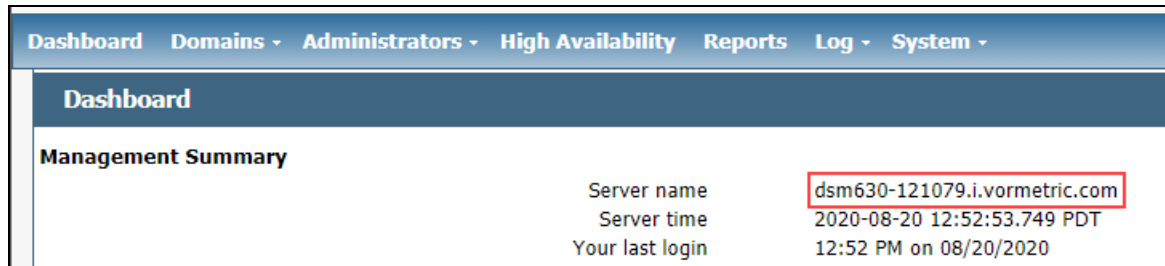 Dashboard Domains Administrators High Availability Reports Log System
Dashboard
Management Summary
Server name dsm630-121079.i.vormetric.com
Server time 2020-08-20 12:52:53.749 PDT
Your last login 12:52 PM on 08/20/2020